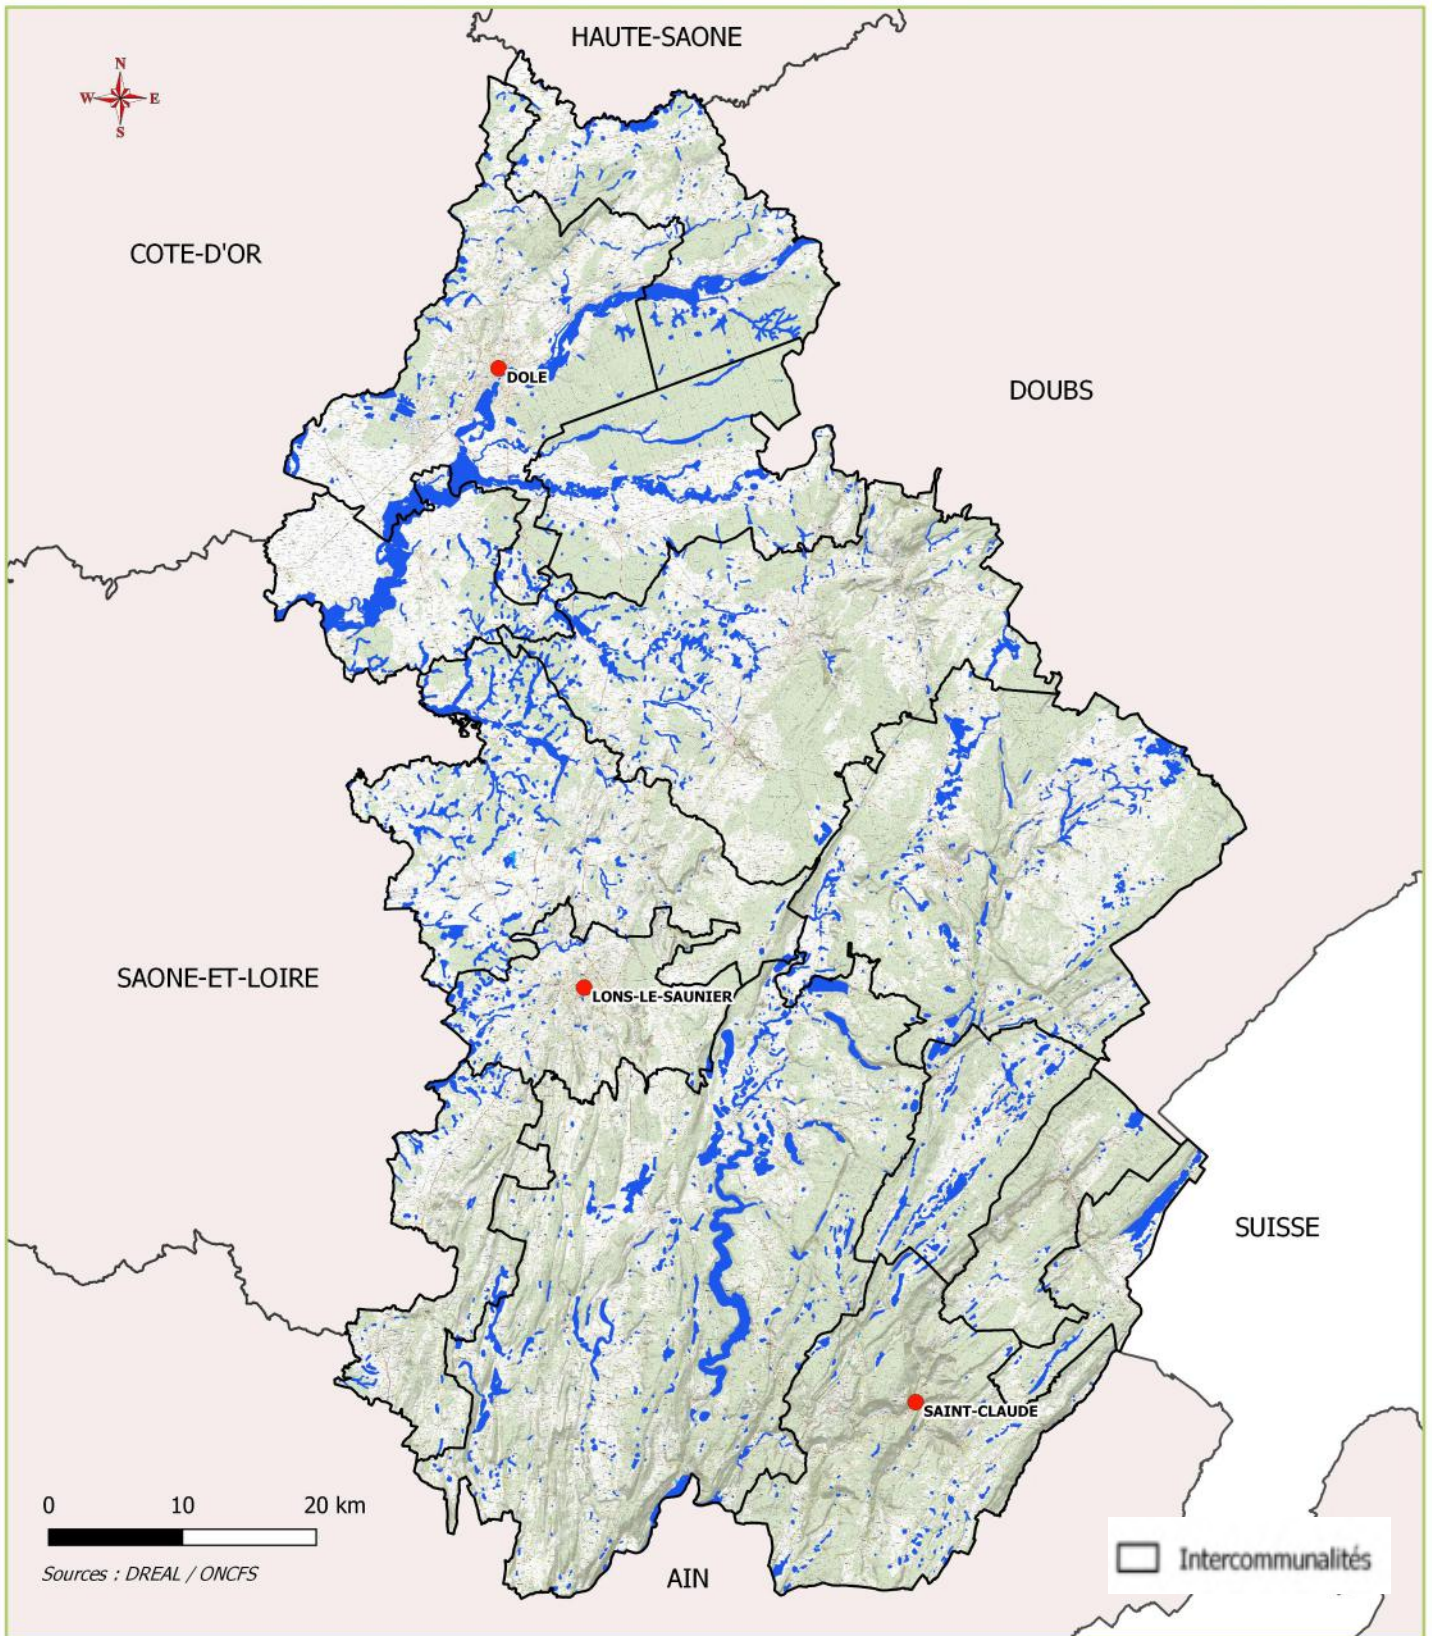 HAUTE-SAONE
N
W E
S
COTE-D'OR
DOUBS
DOLE
SAONE-ET-LOIRE
LONS-LE-SAUNIER
SUISSE
SAINT-CLAUDE
0 10 20 km
Sources : DREAL / ONCFS
AIN
Intercommunalités